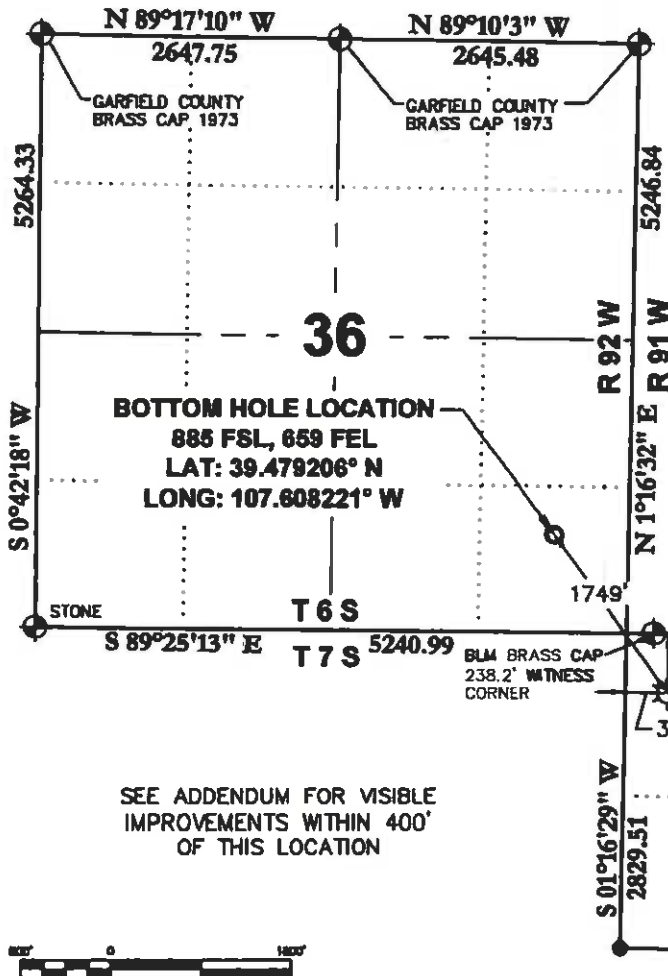 N 89°17'10" W
2647.75
N 89°10'3" W
2645.48
GARFIELD COUNTY
BRASS CAP 1973
GARFIELD COUNTY
BRASS CAP 1973
5264.33
5246.84
36
R 92 W
R 91 W
BOTTOM HOLE LOCATION
885 FSL, 659 FEL
LAT: 39.479206° N
LONG: 107.608221° W
S 0°42'18" W
N 1°16'32" E
1749'
STONE
T 6 S
S 89°25'13" E
5240.99
T 7 S
BLM BRASS CAP
238.2' WITNESS
CORNER
3
SEE ADDENDUM FOR VISIBLE
IMPROVEMENTS WITHIN 400'
OF THIS LOCATION
S 01°16'29" W
2829.51
0